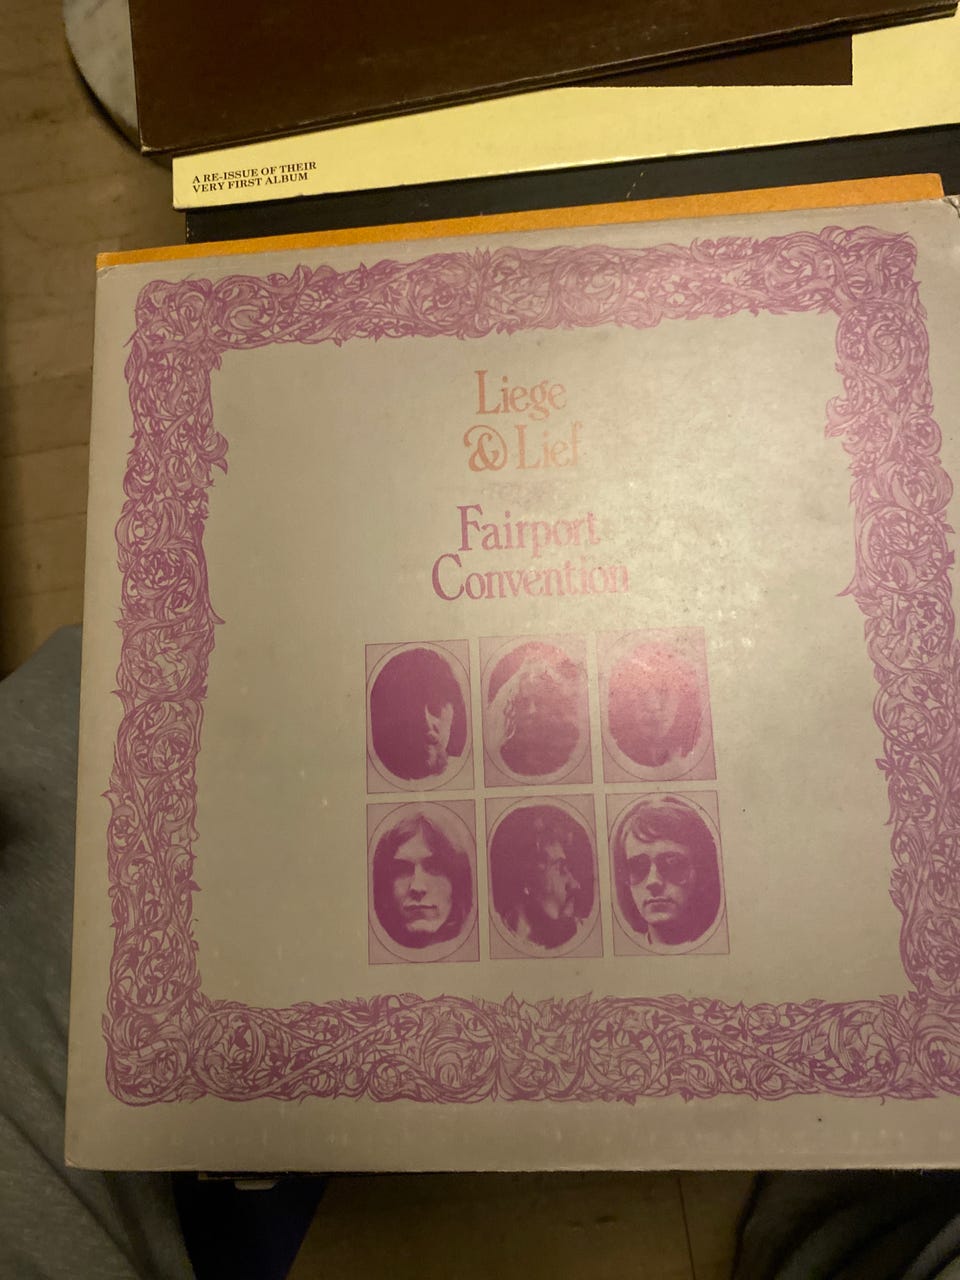 A RE-ISSUE OF THEIR
VERY FIRST ALBUM
Liege
& Lief
Fairport
Convention